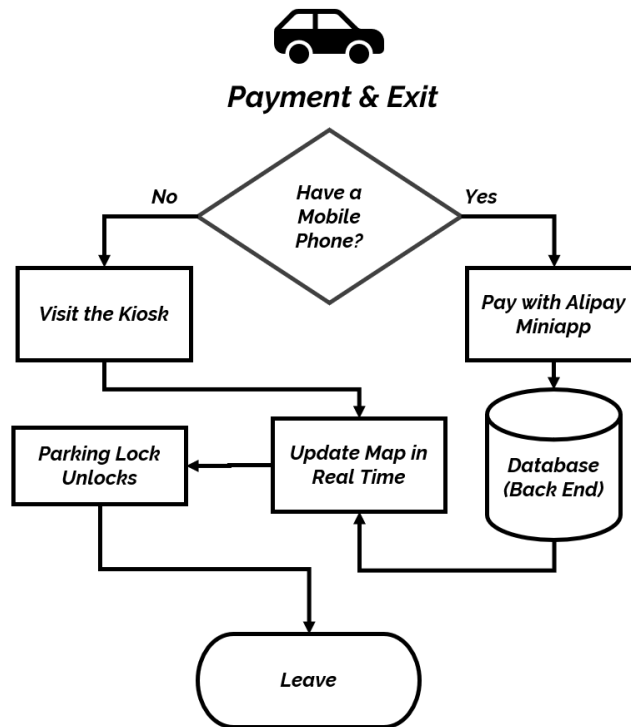 Payment & Exit
No
Have a
Mobile
Phone?
Yes
Visit the Kiosk
Pay with Alipay
Miniapp
Parking Lock
Unlocks
Update Map in
Real Time
Database
(Back End)
Leave